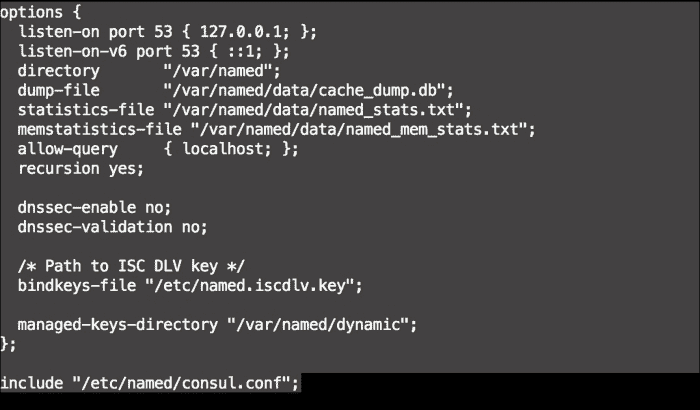 options {
  listen-on port 53 { 127.0.0.1; };
  listen-on-v6 port 53 { ::1; };
  directory       "/var/named";
  dump-file       "/var/named/data/cache_dump.db";
  statistics-file "/var/named/data/named_stats.txt";
  memstatistics-file "/var/named/data/named_mem_stats.txt";
  allow-query     { localhost; };
  recursion yes;

  dnssec-enable no;
  dnssec-validation no;

  /* Path to ISC DLV key */
  bindkeys-file "/etc/named.iscdlv.key";

  managed-keys-directory "/var/named/dynamic";
};

include "/etc/named/consul.conf";